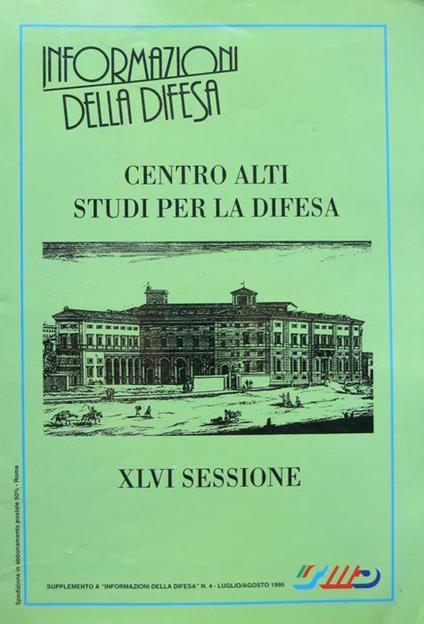 INFORMAZIONI
DELLA DIFESA
CENTRO ALTI
STUDI PER LA DIFESA
XLVI SESSIONE
Spedizione in abbonamento postale 50% - Roma
SUPPLEMENTO A "INFORMAZIONI DELLA DIFESA" N. 4 - LUGLIO/AGOSTO 1995
SMD